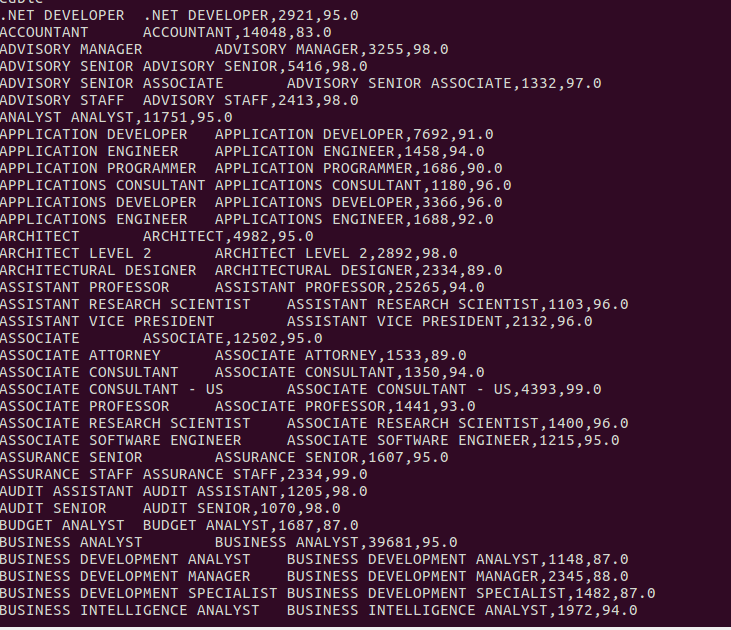 .NET DEVELOPER .NET DEVELOPER,2921,95.0
ACCOUNTANT ACCOUNTANT,14048,83.0
ADVISORY MANAGER ADVISORY MANAGER,3255,98.0
ADVISORY SENIOR ADVISORY SENIOR,5416,98.0
ADVISORY SENIOR ASSOCIATE ADVISORY SENIOR ASSOCIATE,1332,97.0
ADVISORY STAFF ADVISORY STAFF,2413,98.0
ANALYST ANALYST,11751,95.0
APPLICATION DEVELOPER APPLICATION DEVELOPER,7692,91.0
APPLICATION ENGINEER APPLICATION ENGINEER,1458,94.0
APPLICATION PROGRAMMER APPLICATION PROGRAMMER,1686,90.0
APPLICATIONS CONSULTANT APPLICATIONS CONSULTANT,1180,96.0
APPLICATIONS DEVELOPER APPLICATIONS DEVELOPER,3366,96.0
APPLICATIONS ENGINEER APPLICATIONS ENGINEER,1688,92.0
ARCHITECT ARCHITECT,4982,95.0
ARCHITECT LEVEL 2 ARCHITECT LEVEL 2,2892,98.0
ARCHITECTURAL DESIGNER ARCHITECTURAL DESIGNER,2334,89.0
ASSISTANT PROFESSOR ASSISTANT PROFESSOR,25265,94.0
ASSISTANT RESEARCH SCIENTIST ASSISTANT RESEARCH SCIENTIST,1103,96.0
ASSISTANT VICE PRESIDENT ASSISTANT VICE PRESIDENT,2132,96.0
ASSOCIATE ASSOCIATE,12502,95.0
ASSOCIATE ATTORNEY ASSOCIATE ATTORNEY,1533,89.0
ASSOCIATE CONSULTANT ASSOCIATE CONSULTANT,1350,94.0
ASSOCIATE CONSULTANT - US ASSOCIATE CONSULTANT - US,4393,99.0
ASSOCIATE PROFESSOR ASSOCIATE PROFESSOR,1441,93.0
ASSOCIATE RESEARCH SCIENTIST ASSOCIATE RESEARCH SCIENTIST,1400,96.0
ASSOCIATE SOFTWARE ENGINEER ASSOCIATE SOFTWARE ENGINEER,1215,95.0
ASSURANCE SENIOR ASSURANCE SENIOR,1607,95.0
ASSURANCE STAFF ASSURANCE STAFF,2334,99.0
AUDIT ASSISTANT AUDIT ASSISTANT,1205,98.0
AUDIT SENIOR AUDIT SENIOR,1070,98.0
BUDGET ANALYST BUDGET ANALYST,1687,87.0
BUSINESS ANALYST BUSINESS ANALYST,39681,95.0
BUSINESS DEVELOPMENT ANALYST BUSINESS DEVELOPMENT ANALYST,1148,87.0
BUSINESS DEVELOPMENT MANAGER BUSINESS DEVELOPMENT MANAGER,2345,88.0
BUSINESS DEVELOPMENT SPECIALIST BUSINESS DEVELOPMENT SPECIALIST,1482,87.0
BUSINESS INTELLIGENCE ANALYST BUSINESS INTELLIGENCE ANALYST,1972,94.0